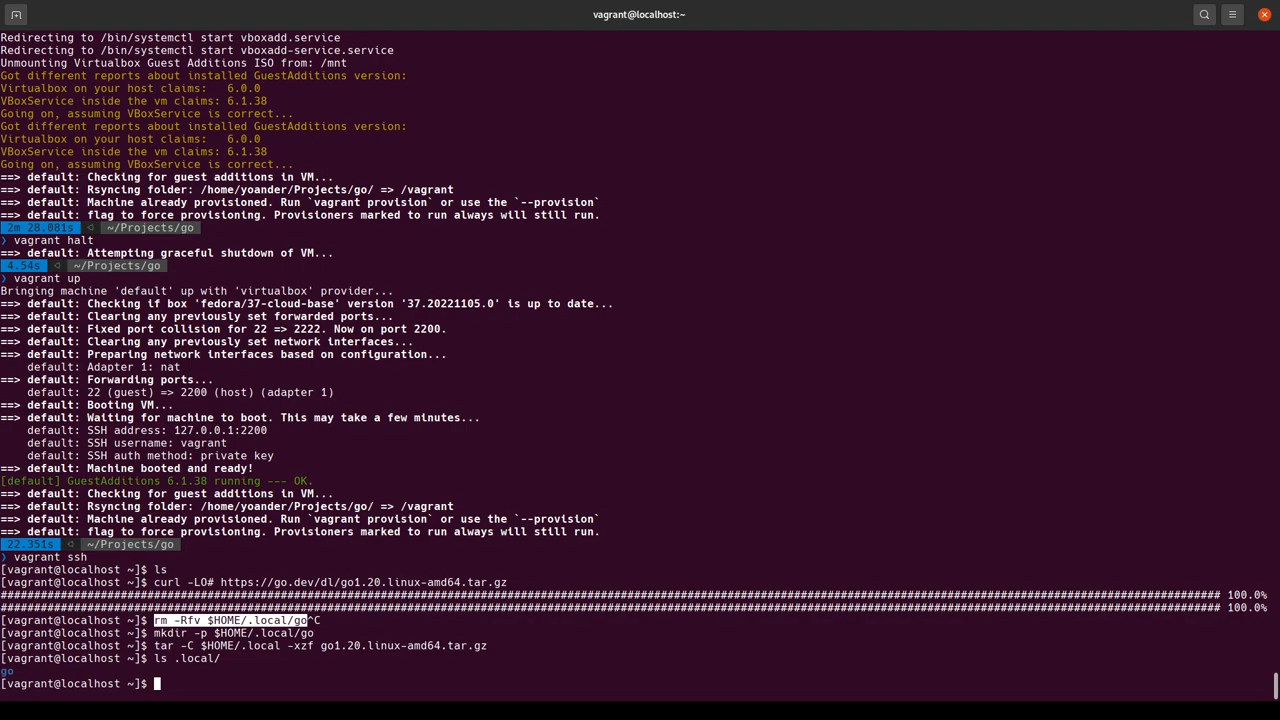 vagrant@localhost:~
Redirecting to /bin/systemctl start vboxadd.service
Redirecting to /bin/systemctl start vboxadd-service.service
Unmounting Virtualbox Guest Additions ISO from: /mnt
Got different reports about installed GuestAdditions version:
Virtualbox on your host claims:   6.0.0
VBoxService inside the vm claims: 6.1.38
Going on, assuming VBoxService is correct...
Got different reports about installed GuestAdditions version:
Virtualbox on your host claims:   6.0.0
VBoxService inside the vm claims: 6.1.38
Going on, assuming VBoxService is correct...
==> default: Checking for guest additions in VM...
==> default: Rsyncing folder: /home/yoander/Projects/go/ => /vagrant
==> default: Machine already provisioned. Run `vagrant provision` or use the `--provision`
==> default: flag to force provisioning. Provisioners marked to run always will still run.
2m 28.081s ~/Projects/go
❯ vagrant halt
==> default: Attempting graceful shutdown of VM...
4.54s ~/Projects/go
❯ vagrant up
Bringing machine 'default' up with 'virtualbox' provider...
==> default: Checking if box 'fedora/37-cloud-base' version '37.20221105.0' is up to date...
==> default: Clearing any previously set forwarded ports...
==> default: Fixed port collision for 22 => 2222. Now on port 2200.
==> default: Clearing any previously set network interfaces...
==> default: Preparing network interfaces based on configuration...
    default: Adapter 1: nat
==> default: Forwarding ports...
    default: 22 (guest) => 2200 (host) (adapter 1)
==> default: Booting VM...
==> default: Waiting for machine to boot. This may take a few minutes...
    default: SSH address: 127.0.0.1:2200
    default: SSH username: vagrant
    default: SSH auth method: private key
==> default: Machine booted and ready!
[default] GuestAdditions 6.1.38 running --- OK.
==> default: Checking for guest additions in VM...
==> default: Rsyncing folder: /home/yoander/Projects/go/ => /vagrant
==> default: Machine already provisioned. Run `vagrant provision` or use the `--provision`
==> default: flag to force provisioning. Provisioners marked to run always will still run.
22.351s ~/Projects/go
❯ vagrant ssh
[vagrant@localhost ~]$ ls
[vagrant@localhost ~]$ curl -LO# https://go.dev/dl/go1.20.linux-amd64.tar.gz
######################################################################## 100.0%
######################################################################## 100.0%
[vagrant@localhost ~]$ rm -Rfv $HOME/.local/go^C
[vagrant@localhost ~]$ mkdir -p $HOME/.local/go
[vagrant@localhost ~]$ tar -C $HOME/.local -xzf go1.20.linux-amd64.tar.gz
[vagrant@localhost ~]$ ls .local/
go
[vagrant@localhost ~]$